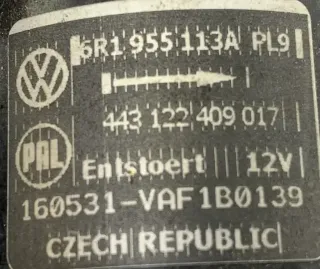 6R1 955 113A PL9
443 122 409 017
PAL
Entstoert 12V
160531-VAF1B0139
CZECH REPUBLIC